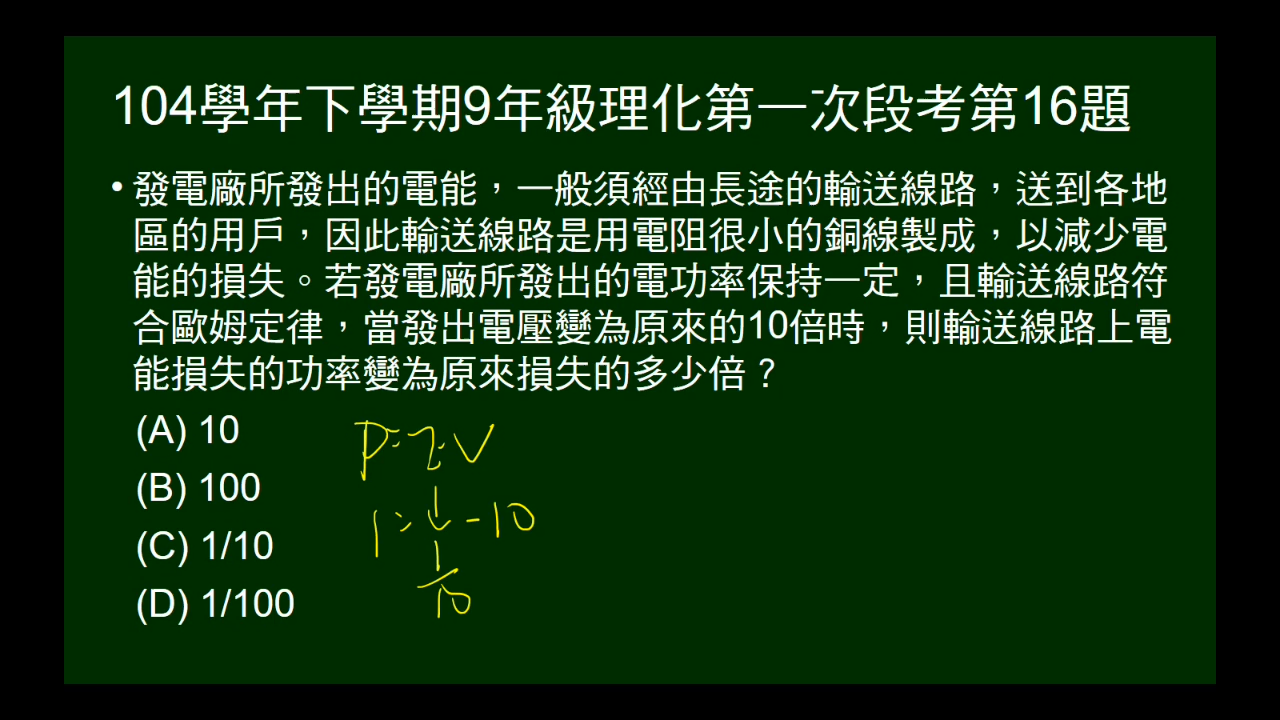 104學年下學期9年級理化第一次段考第16題
• 發電廠所發出的電能，一般須經由長途的輸送線路，送到各地
區的用戶，因此輸送線路是用電阻很小的銅線製成，以減少電
能的損失。若發電廠所發出的電功率保持一定，且輸送線路符
合歐姆定律，當發出電壓變為原來的10倍時，則輸送線路上電
能損失的功率變為原來損失的多少倍？
(A) 10
(B) 100
(C) 1/10
(D) 1/100